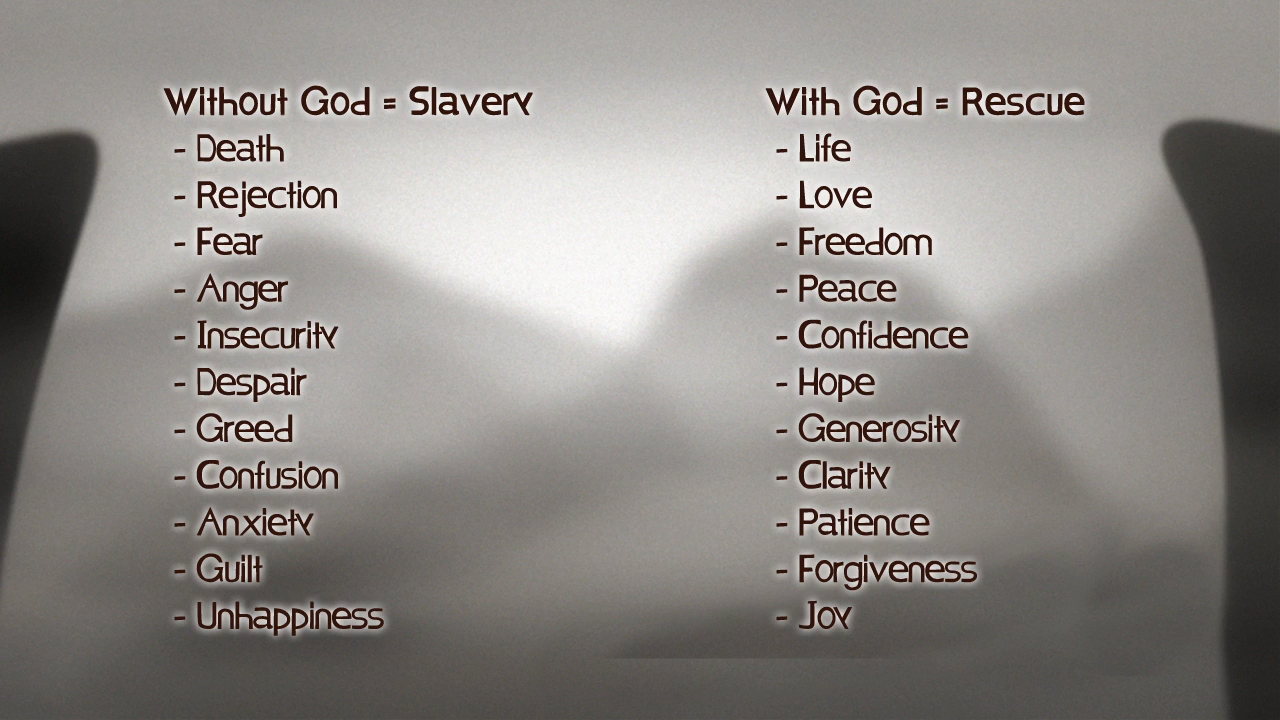 Without God = Slavery
- Death
- Rejection
- Fear
- Anger
- Insecurity
- Despair
- Greed
- Confusion
- Anxiety
- Guilt
- Unhappiness
With God = Rescue
- Life
- Love
- Freedom
- Peace
- Confidence
- Hope
- Generosity
- Clarity
- Patience
- Forgiveness
- Joy